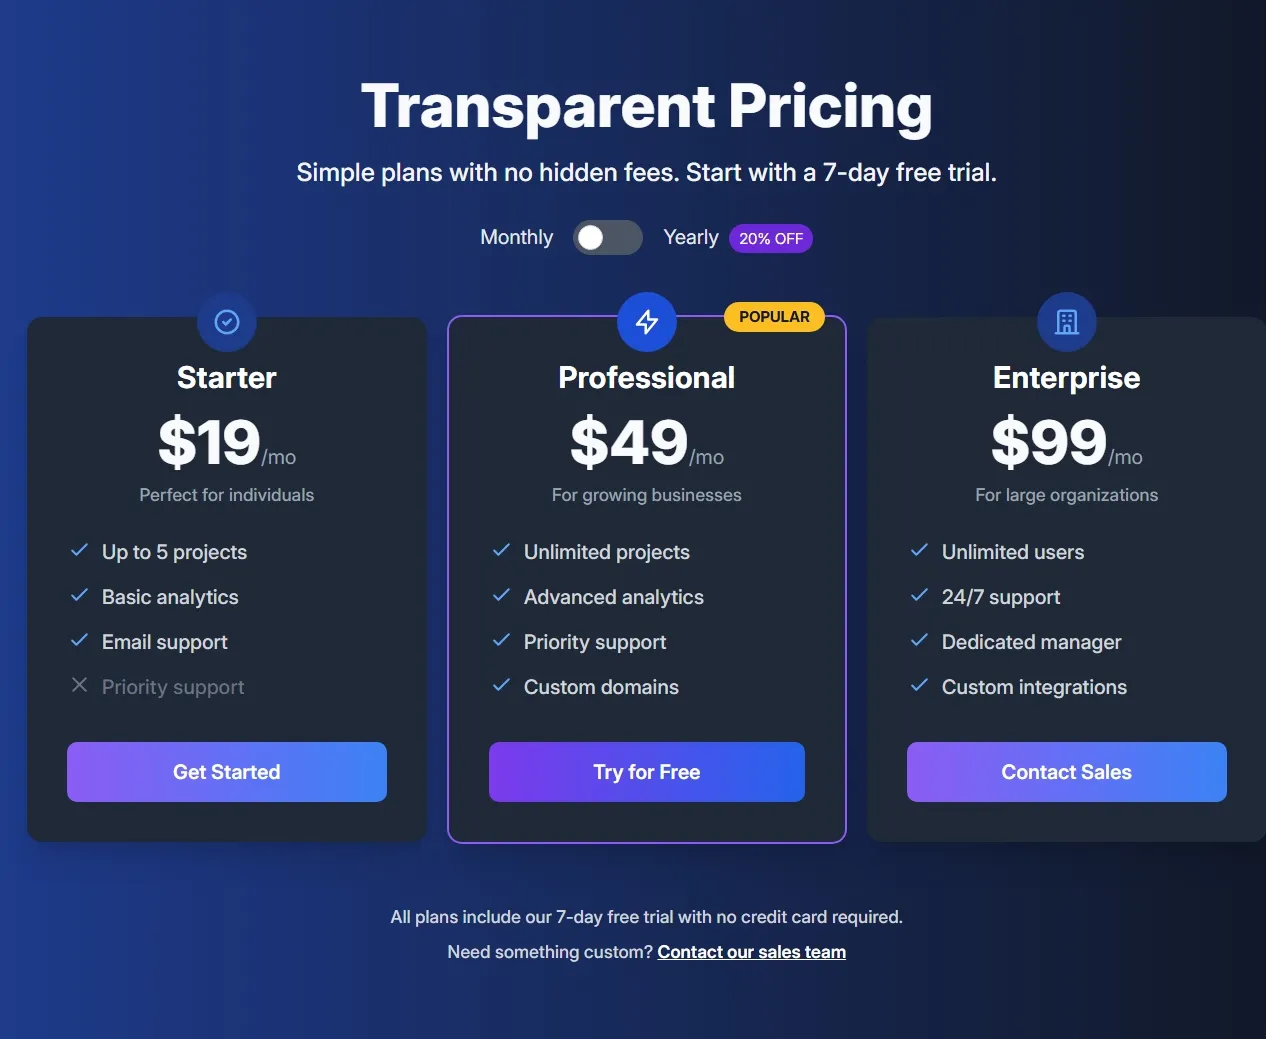 Transparent Pricing
Simple plans with no hidden fees. Start with a 7-day free trial.
Monthly Yearly 20% OFF
Starter
$19/mo
Perfect for individuals
Up to 5 projects
Basic analytics
Email support
Priority support
Get Started
POPULAR
Professional
$49/mo
For growing businesses
Unlimited projects
Advanced analytics
Priority support
Custom domains
Try for Free
Enterprise
$99/mo
For large organizations
Unlimited users
24/7 support
Dedicated manager
Custom integrations
Contact Sales
All plans include our 7-day free trial with no credit card required.
Need something custom? Contact our sales team